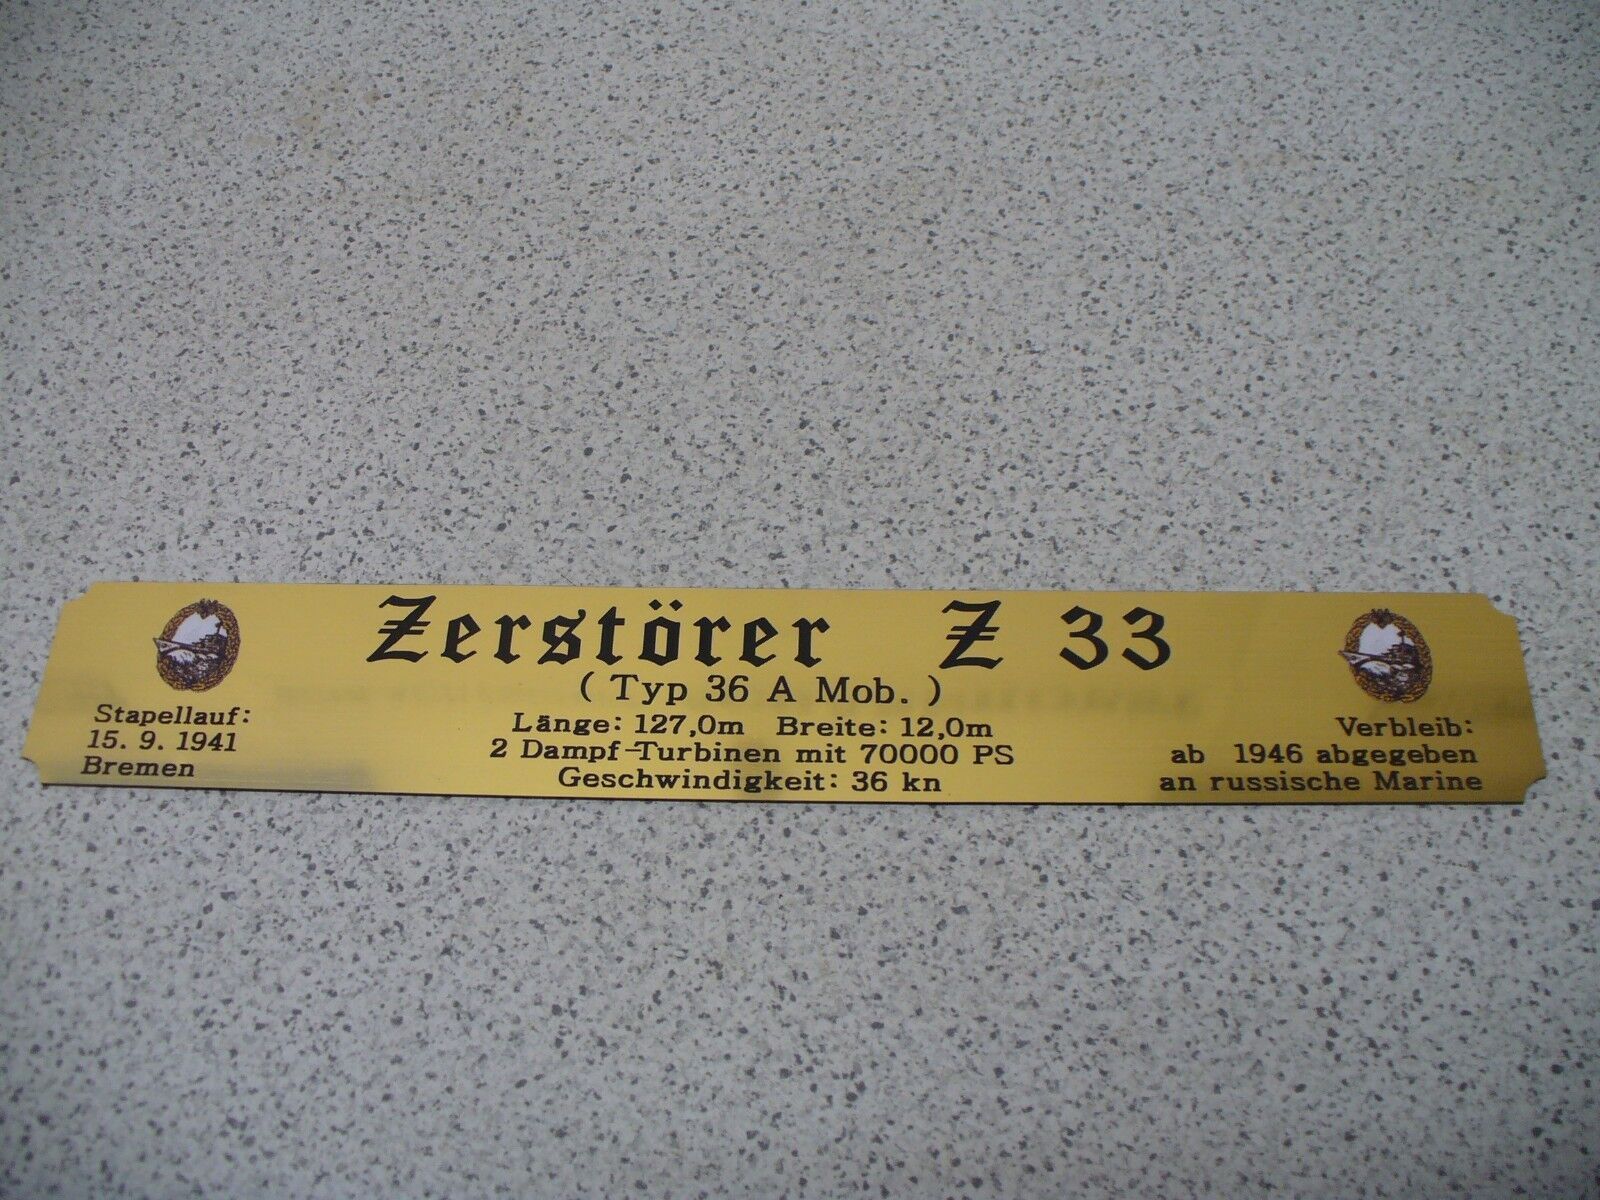 Zerstörer Z 33
( Typ 36 A Mob. )
Stapellauf:
15. 9. 1941
Bremen
Länge: 127,0m Breite: 12,0m
2 Dampf-Turbinen mit 70000 PS
Geschwindigkeit: 36 kn
Verbleib:
ab 1946 abgegeben
an russische Marine